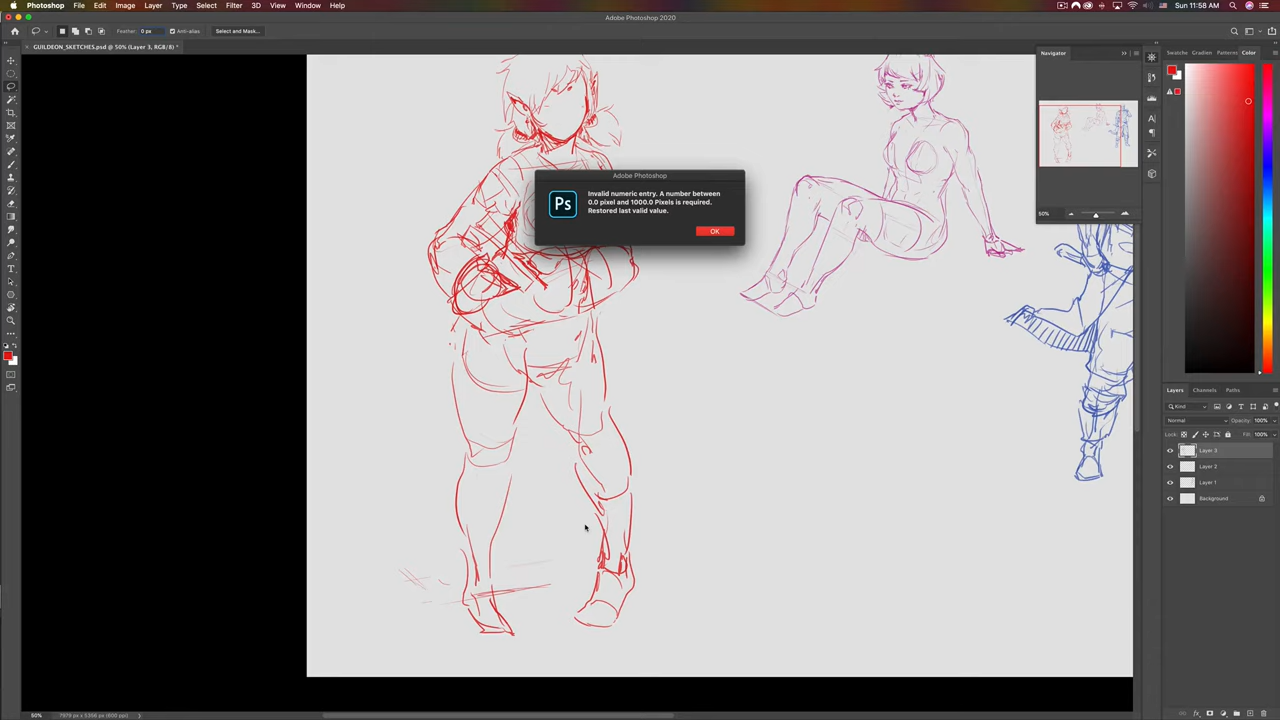 Photoshop File Edit Image Layer Type Select Filter 3D View Window Help
Sun 11:58 AM
Adobe Photoshop 2020
Feather: 0 px Anti-alias Select and Mask...
GUILDEON_SKETCHES.psd @ 50% (Layer 3, RGB/8) *
Navigator
Swatche Gradien Patterns Color
Adobe Photoshop
Ps
Invalid numeric entry. A number between
0.0 pixel and 1000.0 Pixels is required.
Restored last valid value.
OK
50%
Layers Channels Paths
Kind
Normal Opacity: 100%
Lock: Fill: 100%
Layer 3
Layer 2
Layer 1
Background
50%